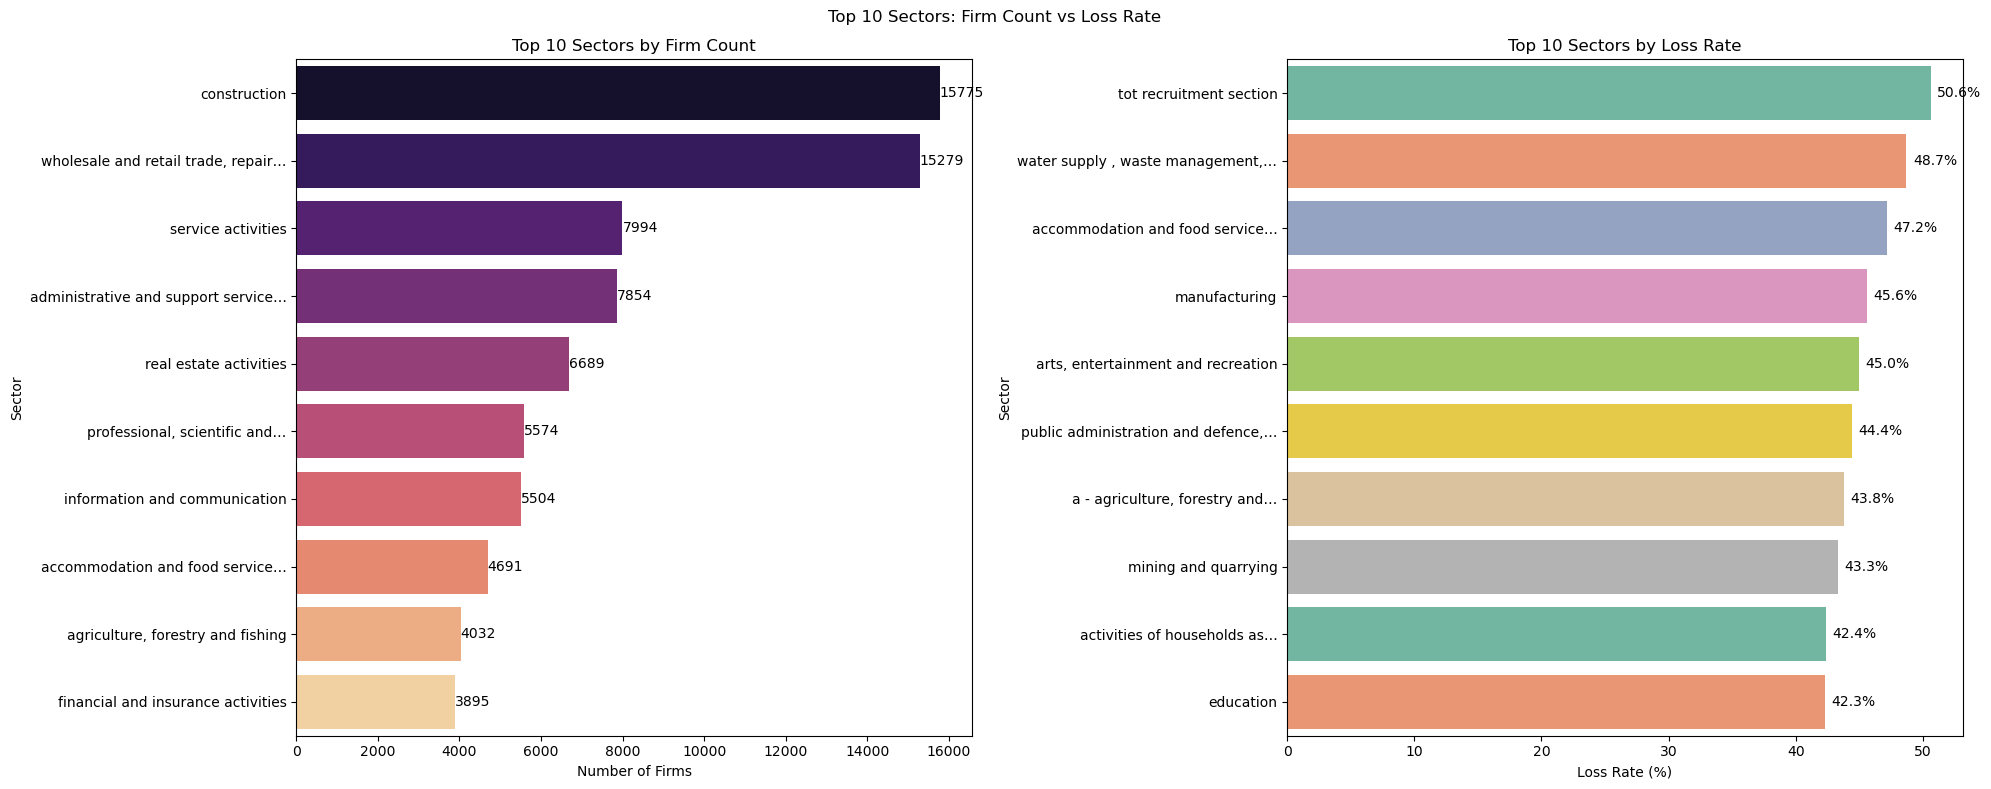 Top 10 Sectors: Firm Count vs Loss Rate
Top 10 Sectors by Firm Count
Sector
construction
15775
wholesale and retail trade, repair…
15279
service activities
7994
administrative and support service…
7854
real estate activities
6689
professional, scientific and…
5574
information and communication
5504
accommodation and food service…
4691
agriculture, forestry and fishing
4032
financial and insurance activities
3895
0 2000 4000 6000 8000 10000 12000 14000 16000
Number of Firms
Top 10 Sectors by Loss Rate
Sector
tot recruitment section
50.6%
water supply , waste management,…
48.7%
accommodation and food service…
47.2%
manufacturing
45.6%
arts, entertainment and recreation
45.0%
public administration and defence,…
44.4%
a - agriculture, forestry and…
43.8%
mining and quarrying
43.3%
activities of households as…
42.4%
education
42.3%
0 10 20 30 40 50
Loss Rate (%)